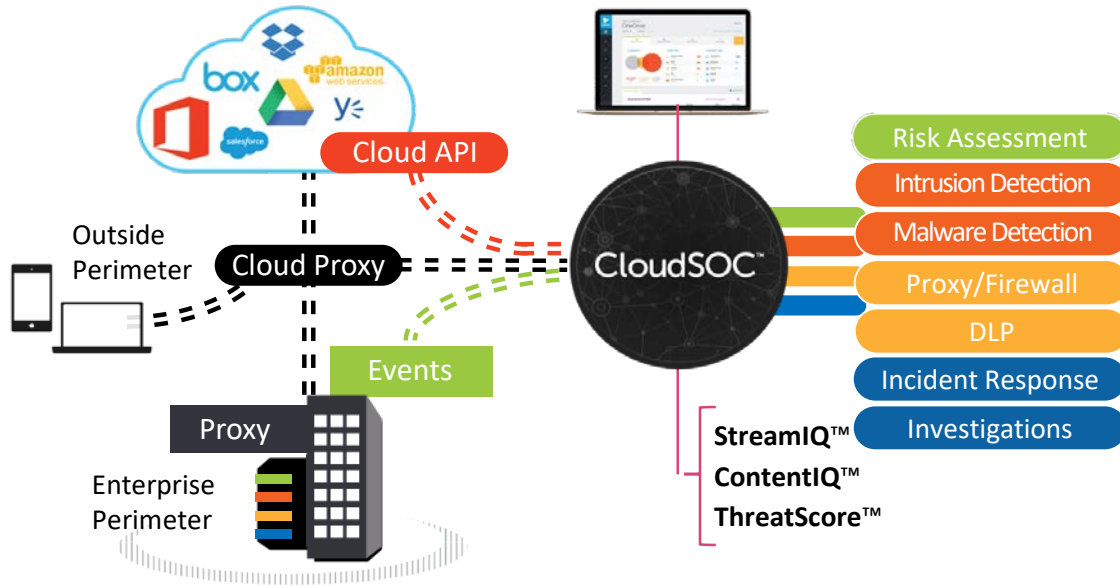 box
amazon
web services
salesforce
Cloud API
Outside
Perimeter
Cloud Proxy
CloudSOC™
Risk Assessment
Intrusion Detection
Malware Detection
Proxy/Firewall
DLP
Incident Response
Investigations
Events
Proxy
Enterprise
Perimeter
StreamIQ™
ContentIQ™
ThreatScore™